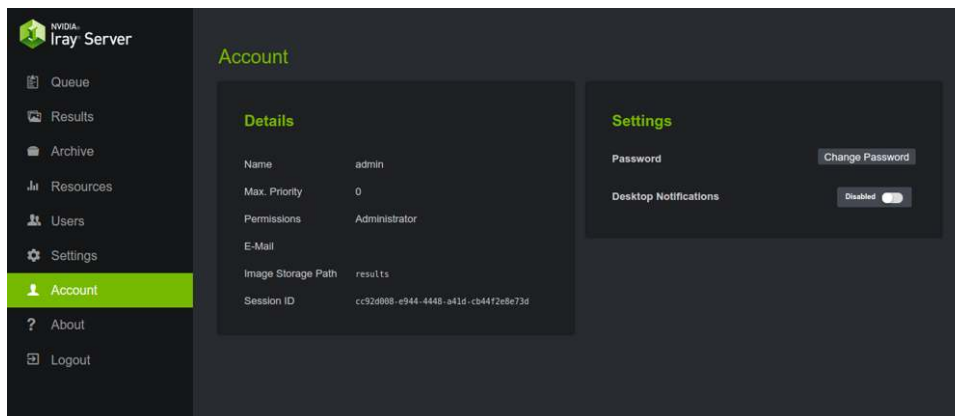 NVIDIA.
Iray Server
Queue
Results
Archive
Resources
Users
Settings
Account
About
Logout
Account
Details
Name admin
Max. Priority 0
Permissions Administrator
E-Mail
Image Storage Path results
Session ID cc92d008-e944-4448-a41d-cb44f2e8e73d
Settings
Password Change Password
Desktop Notifications Disabled